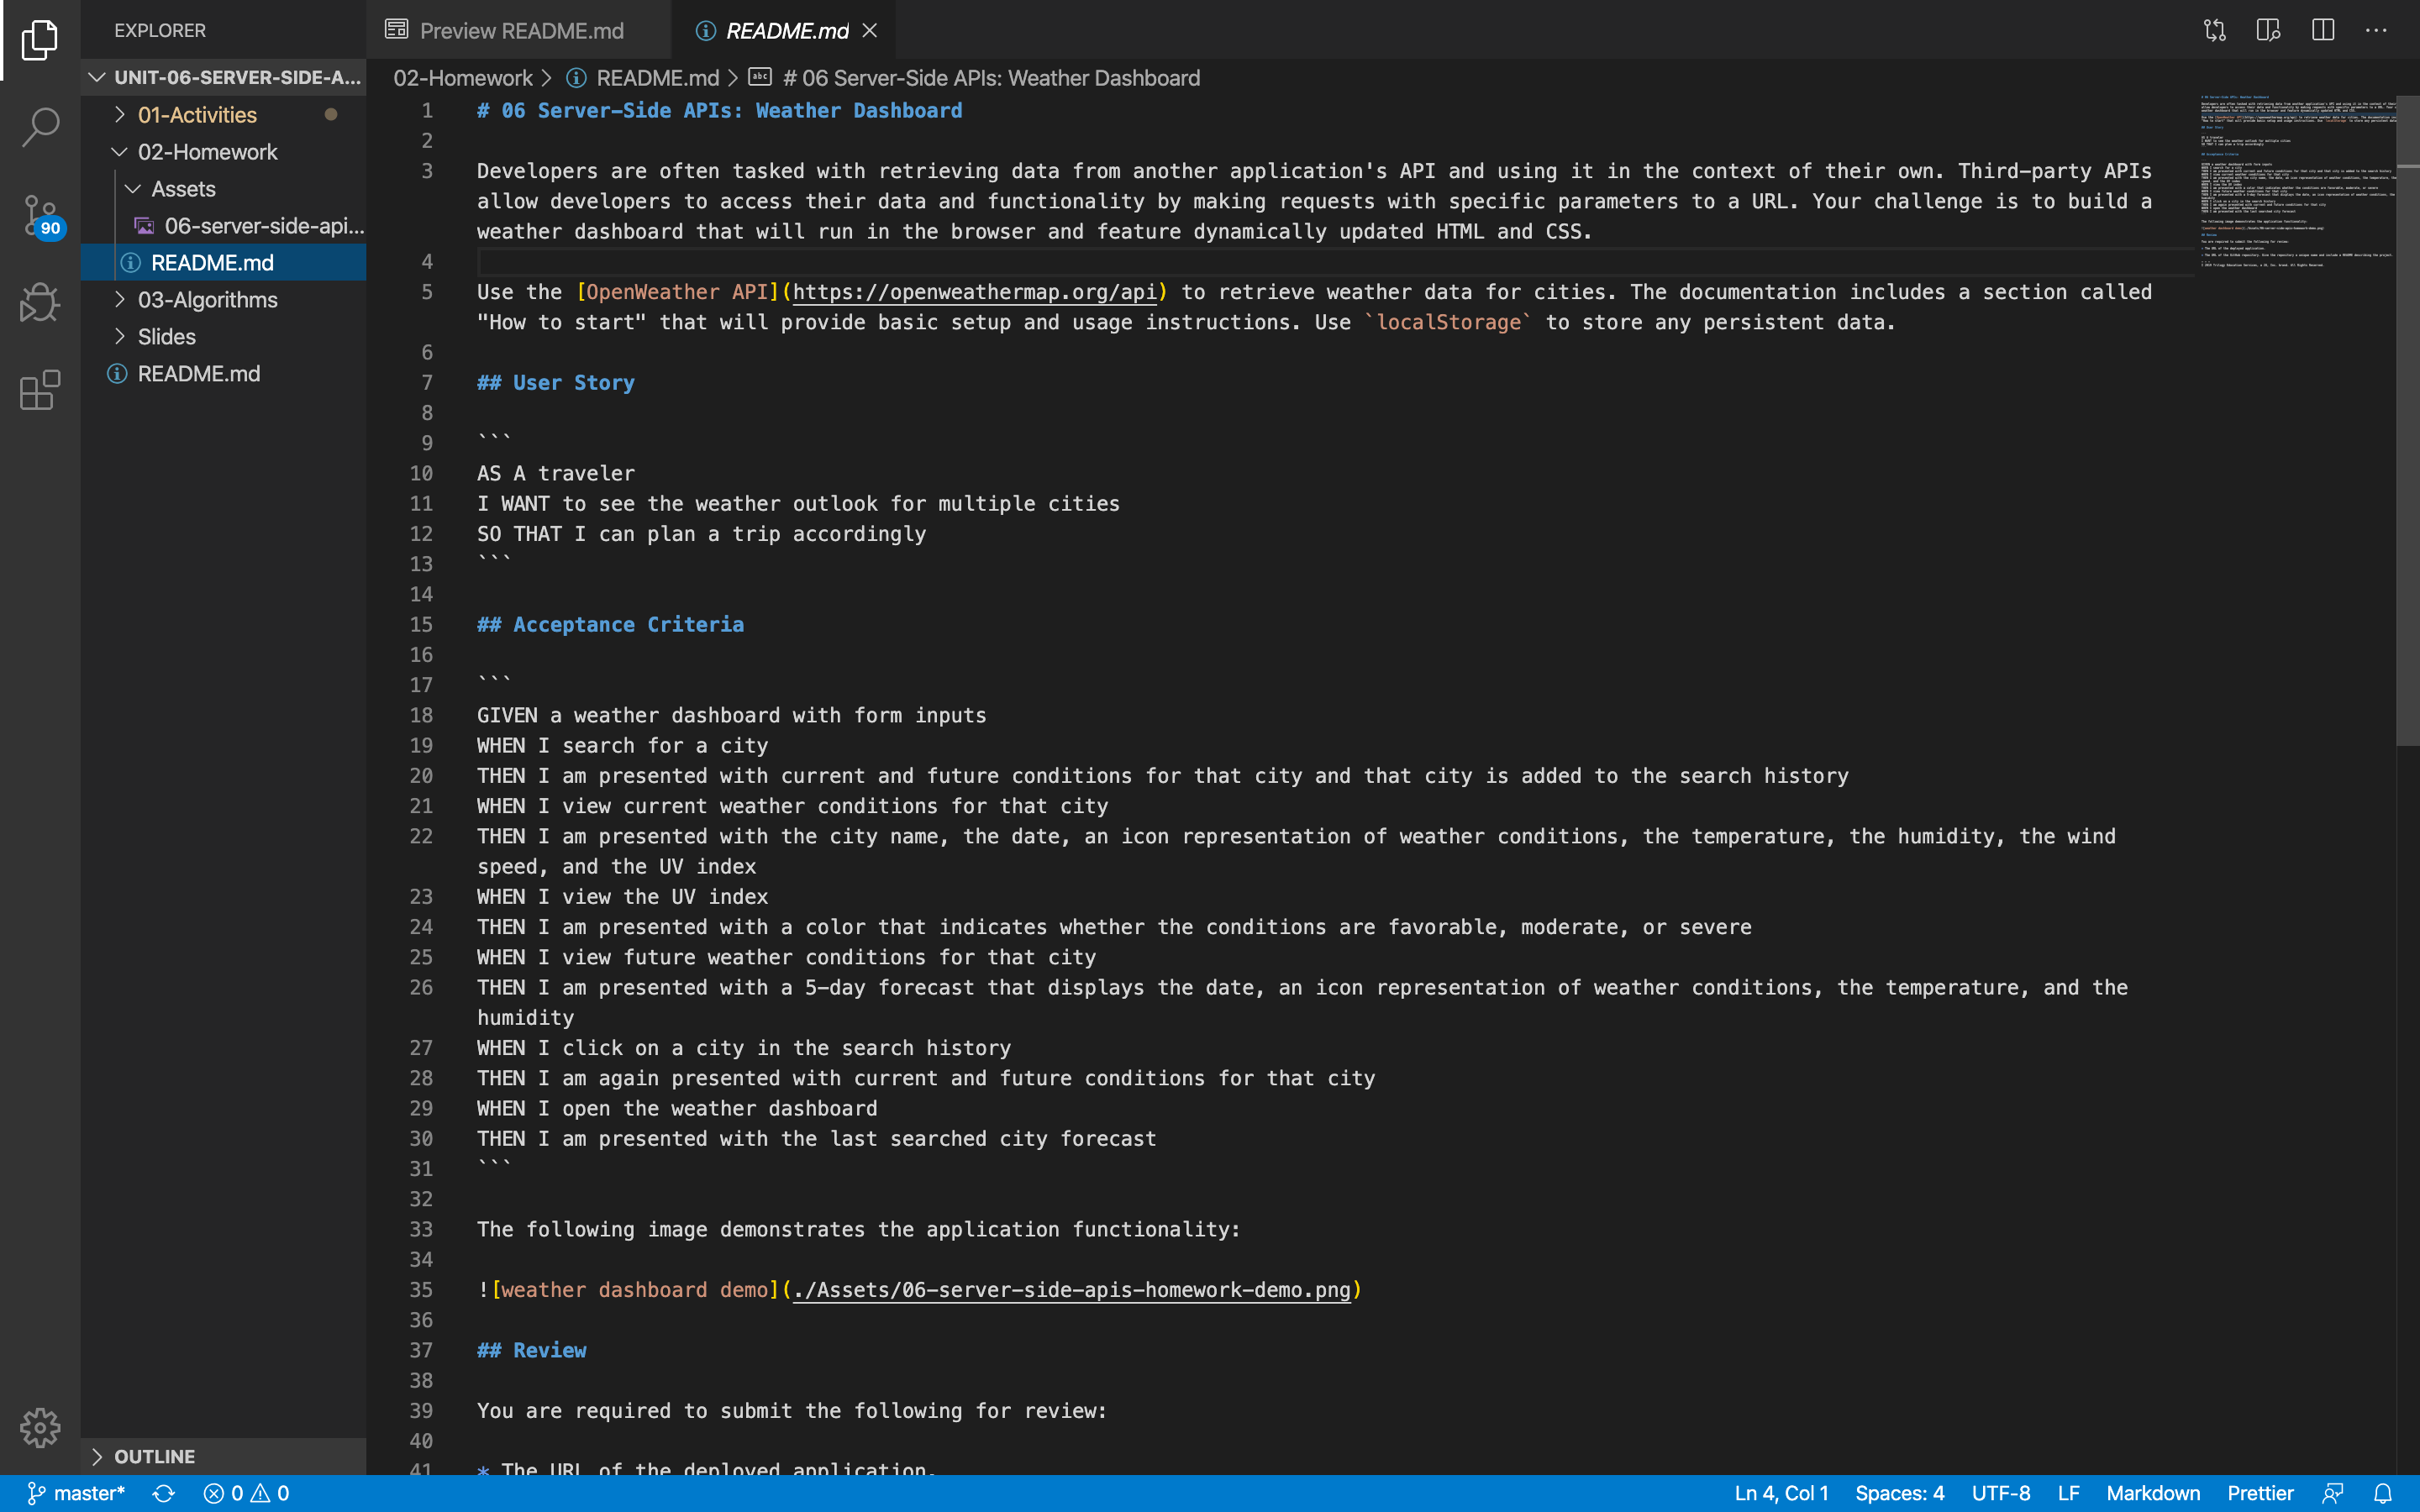 EXPLORER
Preview README.md
README.md
UNIT-06-SERVER-SIDE-A...
01-Activities
02-Homework
Assets
06-server-side-api...
README.md
03-Algorithms
Slides
README.md
90
OUTLINE
02-Homework > README.md > abc # 06 Server-Side APIs: Weather Dashboard
1 # 06 Server-Side APIs: Weather Dashboard
2
3 Developers are often tasked with retrieving data from another application's API and using it in the context of their own. Third-party APIs
allow developers to access their data and functionality by making requests with specific parameters to a URL. Your challenge is to build a
weather dashboard that will run in the browser and feature dynamically updated HTML and CSS.
4
5 Use the [OpenWeather API](https://openweathermap.org/api) to retrieve weather data for cities. The documentation includes a section called
"How to start" that will provide basic setup and usage instructions. Use `localStorage` to store any persistent data.
6
7 ## User Story
8
9 ```
10 AS A traveler
11 I WANT to see the weather outlook for multiple cities
12 SO THAT I can plan a trip accordingly
13 ```
14
15 ## Acceptance Criteria
16
17 ```
18 GIVEN a weather dashboard with form inputs
19 WHEN I search for a city
20 THEN I am presented with current and future conditions for that city and that city is added to the search history
21 WHEN I view current weather conditions for that city
22 THEN I am presented with the city name, the date, an icon representation of weather conditions, the temperature, the humidity, the wind
speed, and the UV index
23 WHEN I view the UV index
24 THEN I am presented with a color that indicates whether the conditions are favorable, moderate, or severe
25 WHEN I view future weather conditions for that city
26 THEN I am presented with a 5-day forecast that displays the date, an icon representation of weather conditions, the temperature, and the
humidity
27 WHEN I click on a city in the search history
28 THEN I am again presented with current and future conditions for that city
29 WHEN I open the weather dashboard
30 THEN I am presented with the last searched city forecast
31 ```
32
33 The following image demonstrates the application functionality:
34
35 ![weather dashboard demo](./Assets/06-server-side-apis-homework-demo.png)
36
37 ## Review
38
39 You are required to submit the following for review:
40
41 * The URL of the deployed application.
master* 0 0
Ln 4, Col 1 Spaces: 4 UTF-8 LF Markdown Prettier